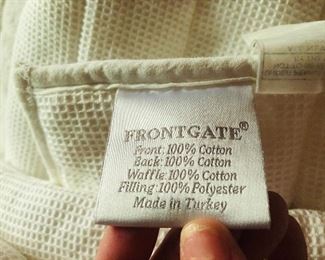 FRONTGATE®
Front: 100% Cotton
Back: 100% Cotton
Waffle: 100% Cotton
Filling: 100% Polyester
Made in Turkey